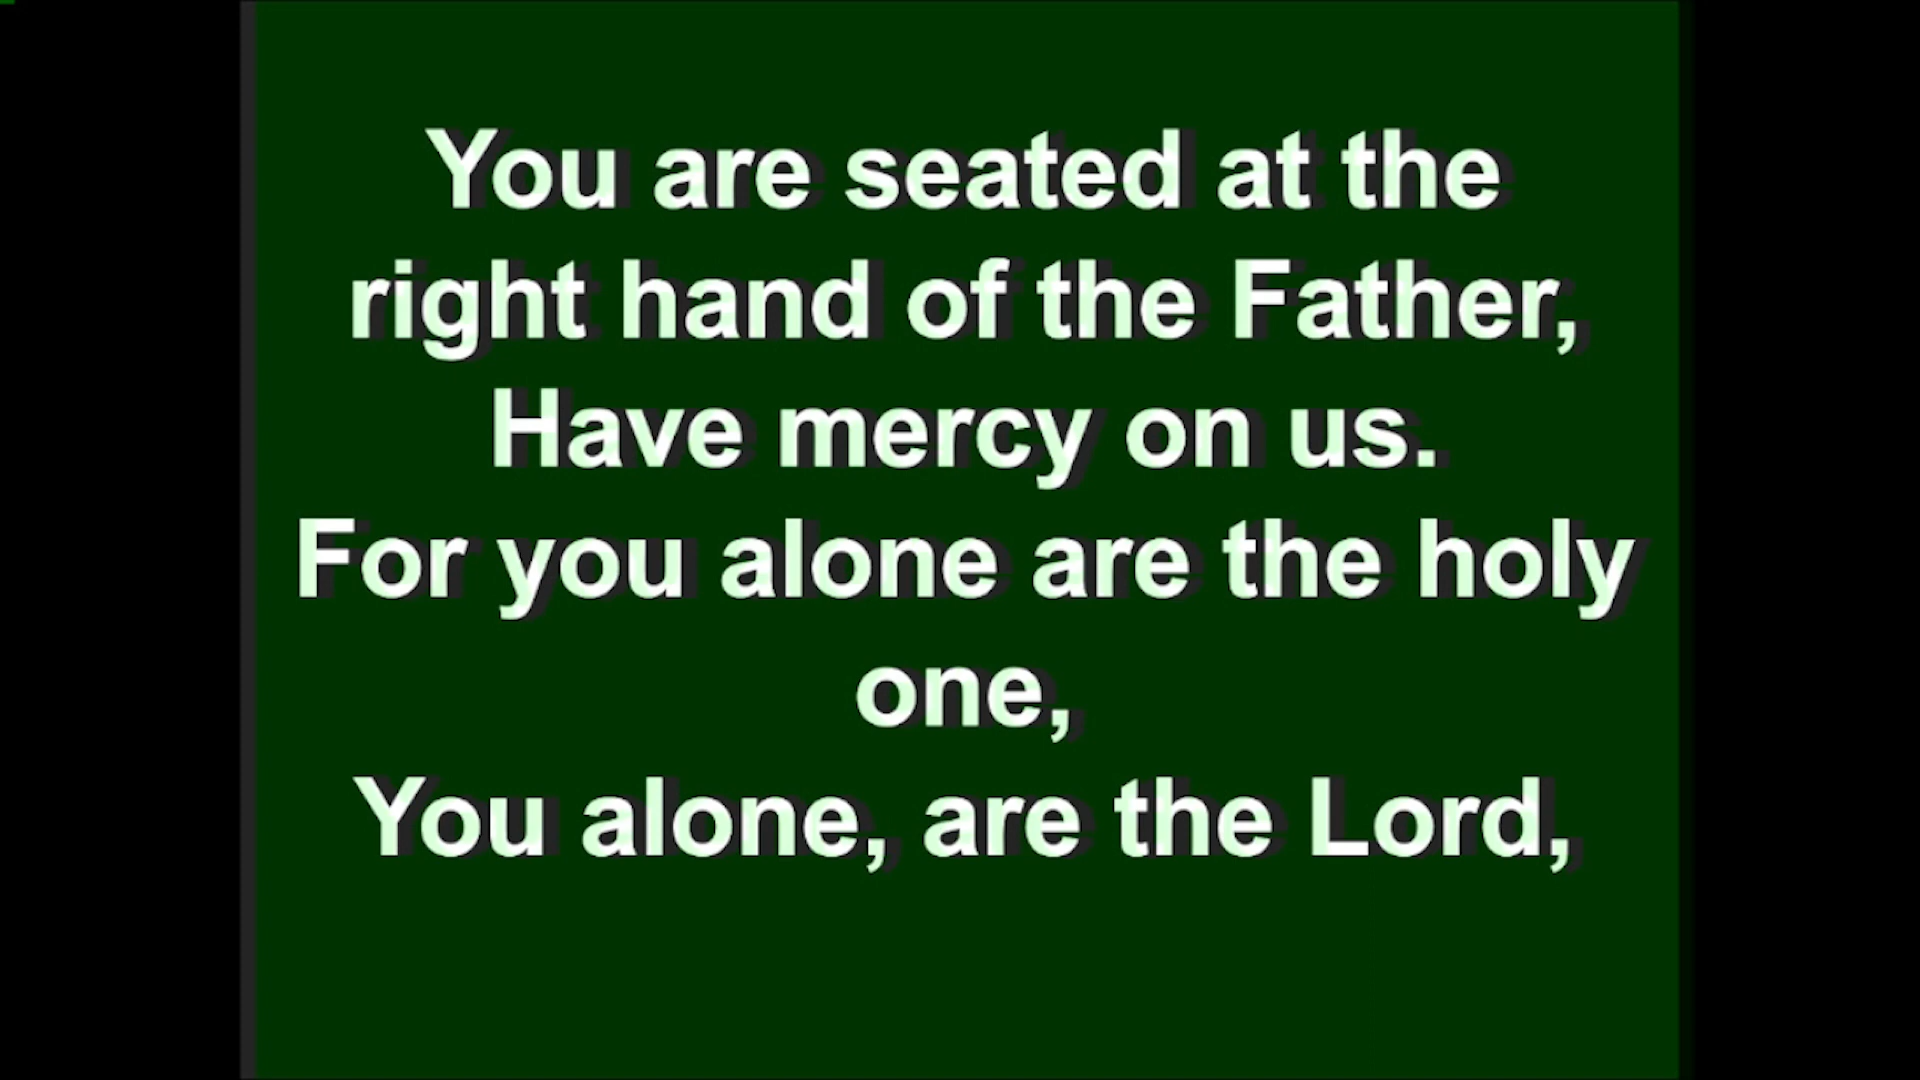 You are seated at the
right hand of the Father,
Have mercy on us.
For you alone are the holy
one,
You alone, are the Lord,